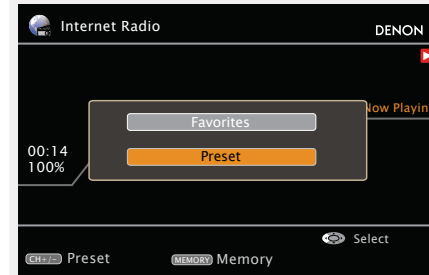 Internet Radio
DENON
Now Playin
Favorites
Preset
00:14
100%
Select
CH+/- Preset
MEMORY Memory